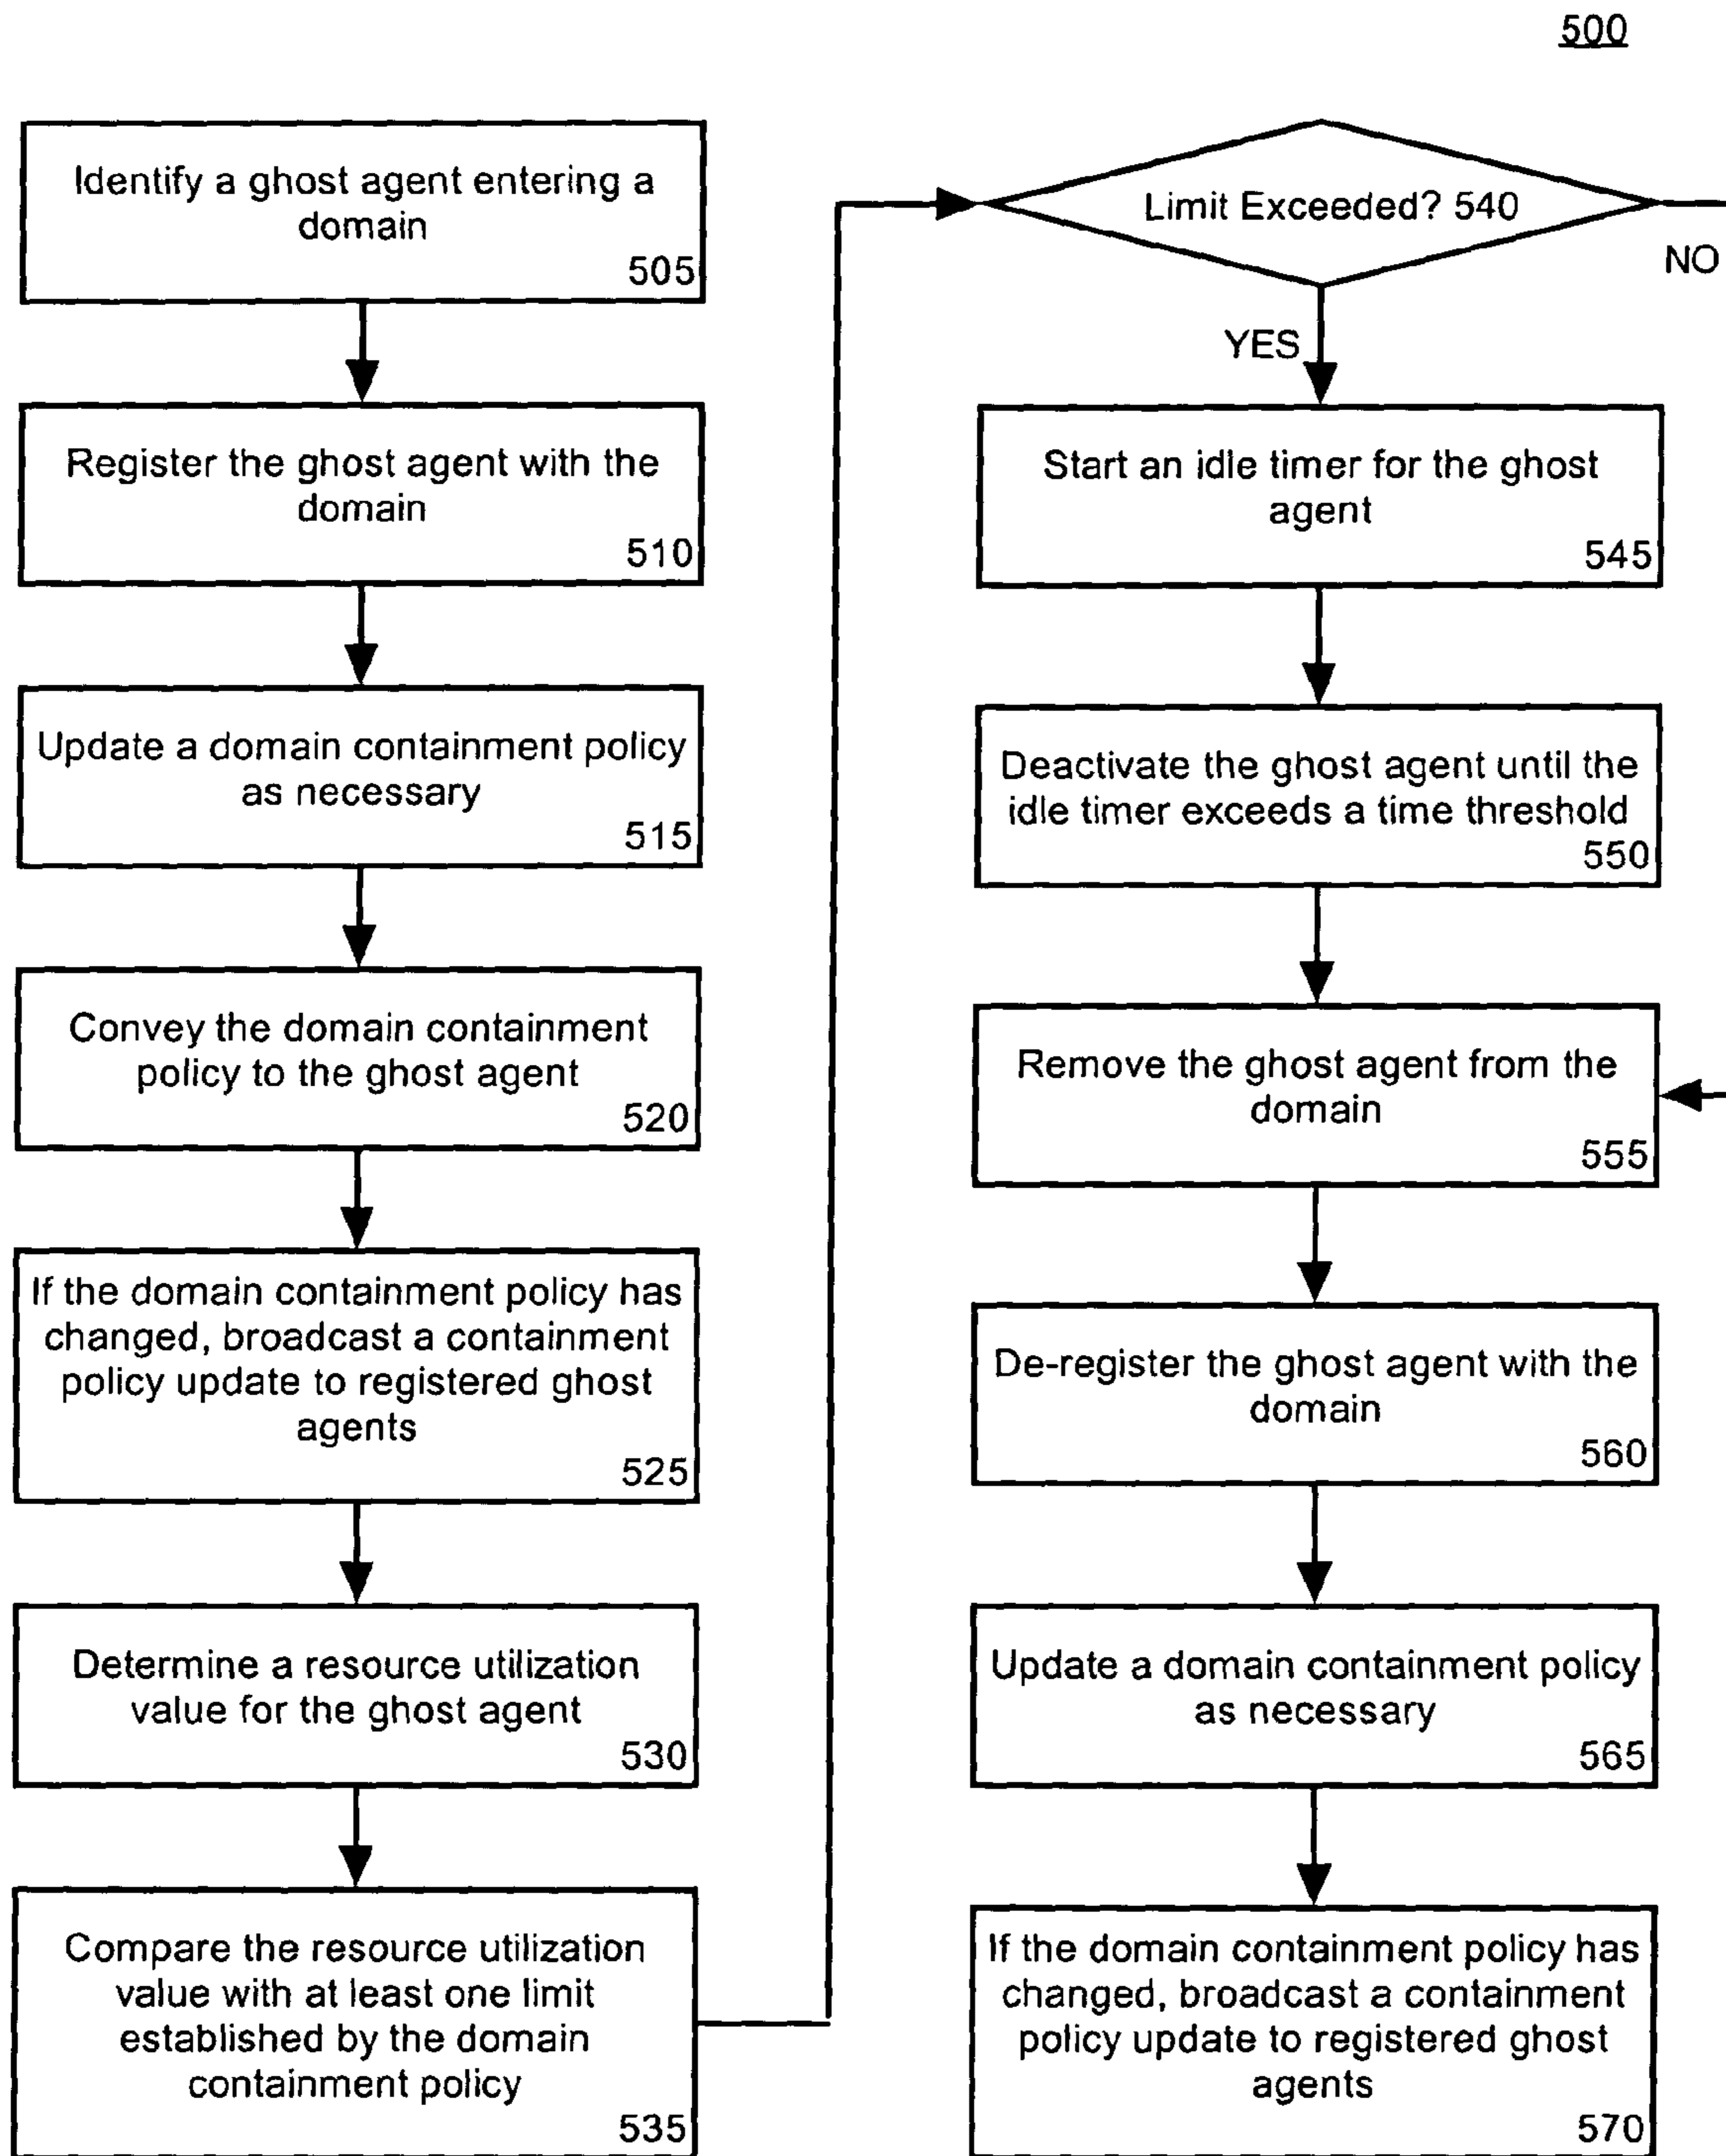 500
Identify a ghost agent entering a
domain
505
Register the ghost agent with the
domain
510
Update a domain containment policy
as necessary
515
Convey the domain containment
policy to the ghost agent
520
If the domain containment policy has
changed, broadcast a containment
policy update to registered ghost
agents
525
Determine a resource utilization
value for the ghost agent
530
Compare the resource utilization
value with at least one limit
established by the domain
containment policy
535
Limit Exceeded? 540
NO
YES
Start an idle timer for the ghost
agent
545
Deactivate the ghost agent until the
idle timer exceeds a time threshold
550
Remove the ghost agent from the
domain
555
De-register the ghost agent with the
domain
560
Update a domain containment policy
as necessary
565
If the domain containment policy has
changed, broadcast a containment
policy update to registered ghost
agents
570